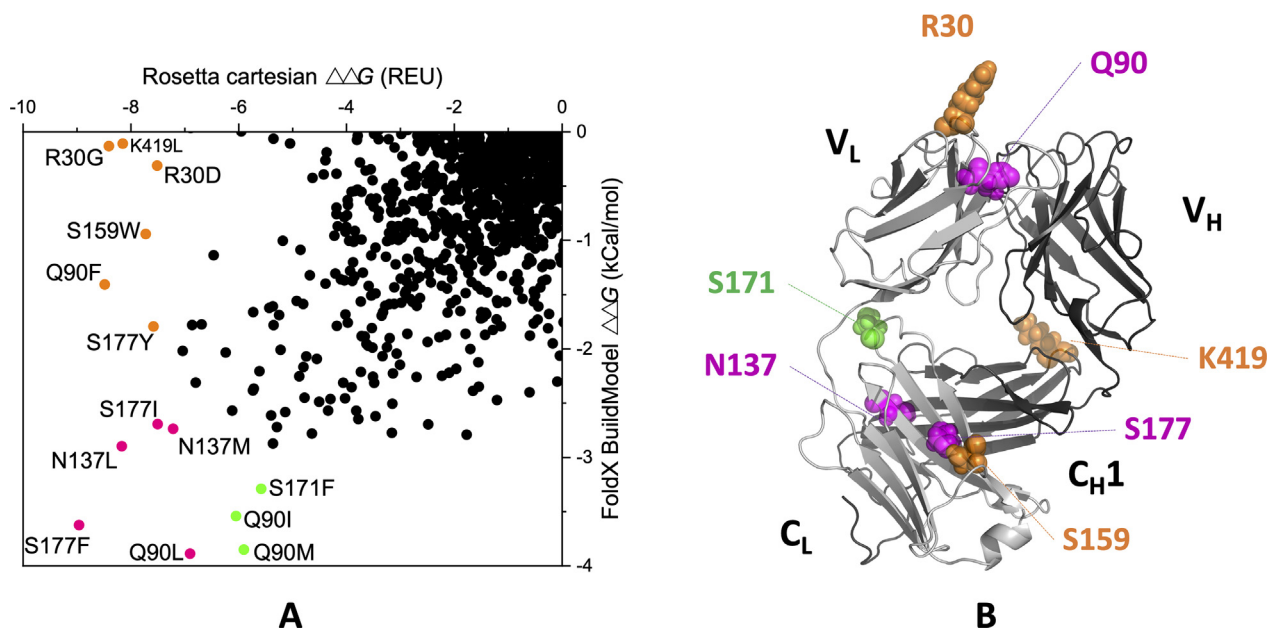 Rosetta cartesian △△G (REU)
-10 -8 -6 -4 -2 0
0
-1
-2
-3
-4
FoldX BuildModel △△G (kCal/mol)
R30G
K419L
R30D
S159W
Q90F
S177Y
S177I
N137M
N137L
S171F
Q90I
S177F
Q90L
Q90M
A
R30
Q90
VL
VH
S171
N137
K419
S177
CH1
CL
S159
B